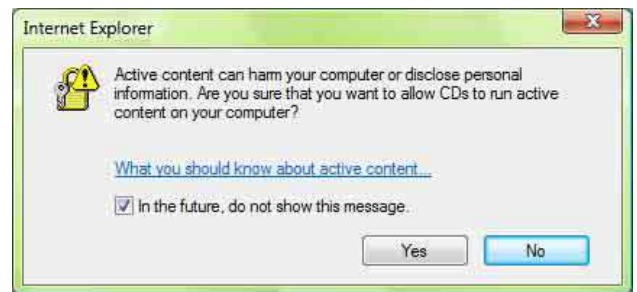 Internet Explorer
Active content can harm your computer or disclose personal
information. Are you sure that you want to allow CDs to run active
content on your computer?
What you should know about active content...
In the future, do not show this message.
Yes
No